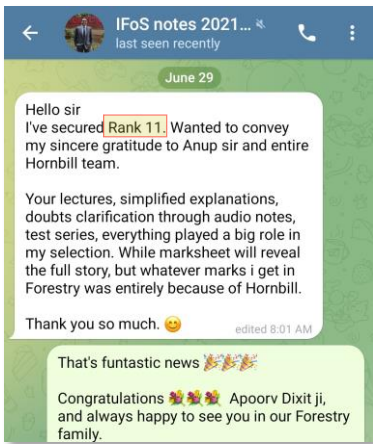 IFoS notes 2021...
last seen recently
June 29
Hello sir
I've secured Rank 11. Wanted to convey
my sincere gratitude to Anup sir and entire
Hornbill team.
Your lectures, simplified explanations,
doubts clarification through audio notes,
test series, everything played a big role in
my selection. While marksheet will reveal
the full story, but whatever marks i get in
Forestry was entirely because of Hornbill.
Thank you so much. 😊
edited 8:01 AM
That's funtastic news 🎉🎉🎉
Congratulations 💐💐💐 Apoorv Dixit ji,
and always happy to see you in our Forestry
family.